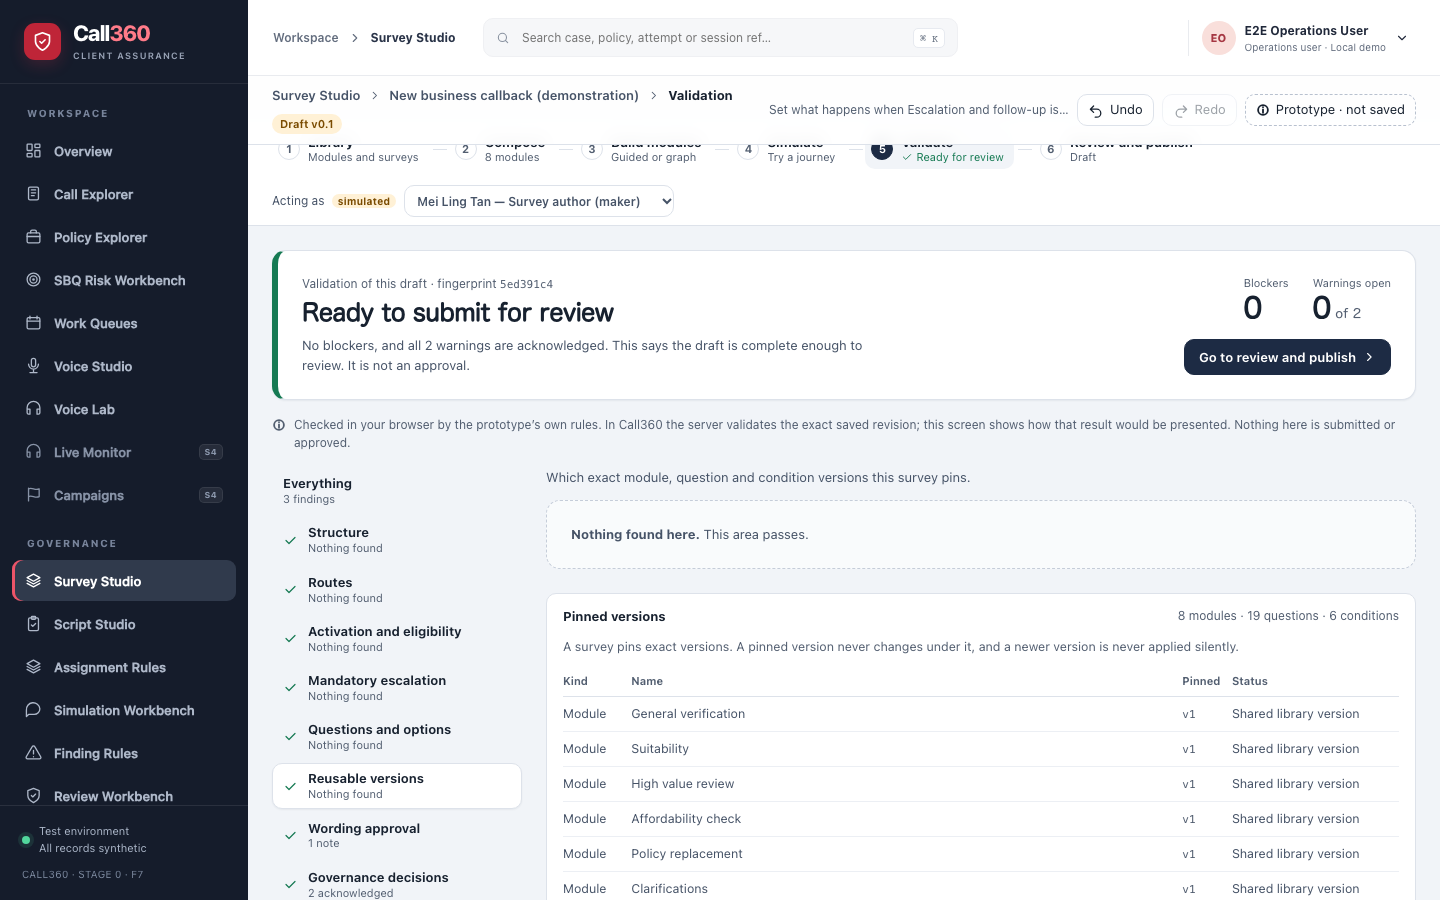 Call360
CLIENT ASSURANCE
WORKSPACE
Overview
Call Explorer
Policy Explorer
SBQ Risk Workbench
Work Queues
Voice Studio
Voice Lab
Live Monitor S4
Campaigns S4
GOVERNANCE
Survey Studio
Script Studio
Assignment Rules
Simulation Workbench
Finding Rules
Review Workbench
Test environment
All records synthetic
CALL360 · STAGE 0 · F7
Workspace > Survey Studio
Search case, policy, attempt or session ref...
⌘ K
EO
E2E Operations User
Operations user · Local demo
Survey Studio > New business callback (demonstration) > Validation
Draft v0.1
Set what happens when Escalation and follow-up is...
Undo
Redo
Prototype · not saved
1 Library
Modules and surveys
2 Compose
8 modules
3 Build modules
Guided or graph
4 Simulate
Try a journey
5 Validate
Ready for review
6 Review and publish
Draft
Acting as simulated Mei Ling Tan — Survey author (maker)
Validation of this draft · fingerprint 5ed391c4
Ready to submit for review
No blockers, and all 2 warnings are acknowledged. This says the draft is complete enough to
review. It is not an approval.
Blockers
0
Warnings open
0 of 2
Go to review and publish
Checked in your browser by the prototype's own rules. In Call360 the server validates the exact saved revision; this screen shows how that result would be presented. Nothing here is submitted or
approved.
Everything
3 findings
Structure
Nothing found
Routes
Nothing found
Activation and eligibility
Nothing found
Mandatory escalation
Nothing found
Questions and options
Nothing found
Reusable versions
Nothing found
Wording approval
1 note
Governance decisions
2 acknowledged
Which exact module, question and condition versions this survey pins.
Nothing found here. This area passes.
Pinned versions
8 modules · 19 questions · 6 conditions
A survey pins exact versions. A pinned version never changes under it, and a newer version is never applied silently.
Kind Name Pinned Status
Module General verification v1 Shared library version
Module Suitability v1 Shared library version
Module High value review v1 Shared library version
Module Affordability check v1 Shared library version
Module Policy replacement v1 Shared library version
Module Clarifications v1 Shared library version